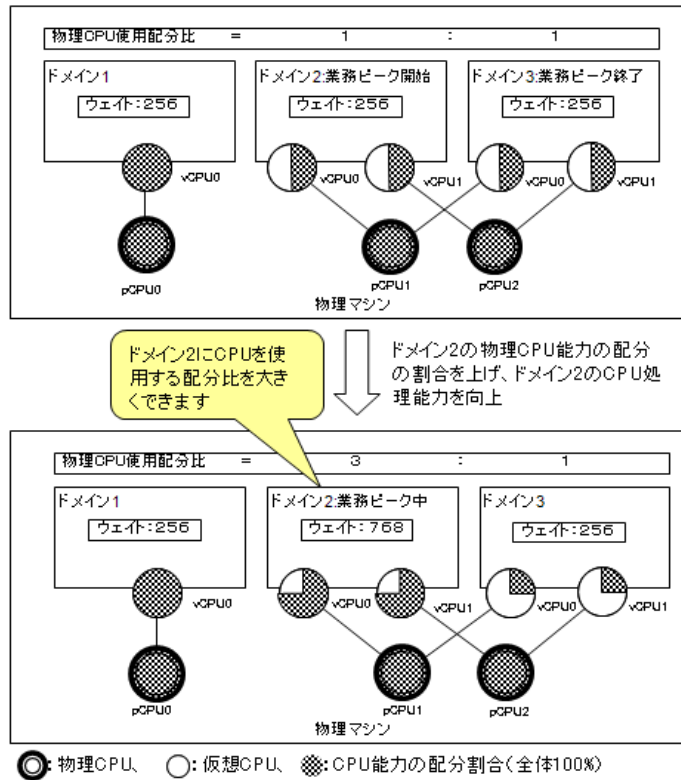 物理CPU使用配分比 = 1 : 1
ドメイン1
ウェイト:256
ドメイン2:業務ピーク開始
ウェイト:256
ドメイン3:業務ピーク終了
ウェイト:256
vCPU0
vCPU0
vCPU1
vCPU0
vCPU1
pCPU0
pCPU1
pCPU2
物理マシン
ドメイン2にCPUを使
用する配分比を大き
くできます
ドメイン2の物理CPU能力の配分
の割合を上げ、ドメイン2のCPU処
理能力を向上
物理CPU使用配分比 = 3 : 1
ドメイン1
ウェイト:256
ドメイン2:業務ピーク中
ウェイト:768
ドメイン3
ウェイト:256
vCPU0
vCPU0
vCPU1
vCPU0
vCPU1
pCPU0
pCPU1
pCPU2
物理マシン
:物理CPU、 :仮想CPU、 :CPU能力の配分割合(全体100%)